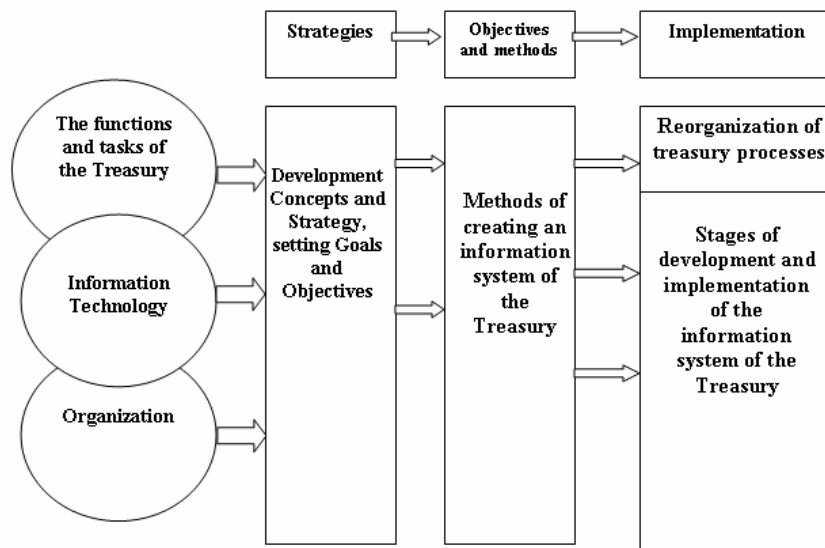 Strategies
Objectives
and methods
Implementation
The functions
and tasks of
the Treasury
Information
Technology
Organization
Development
Concepts and
Strategy,
setting Goals
and
Objectives
Methods of
creating an
information
system of
the
Treasury
Reorganization of
treasury processes
Stages of
development and
implementation
of the
information
system of the
Treasury